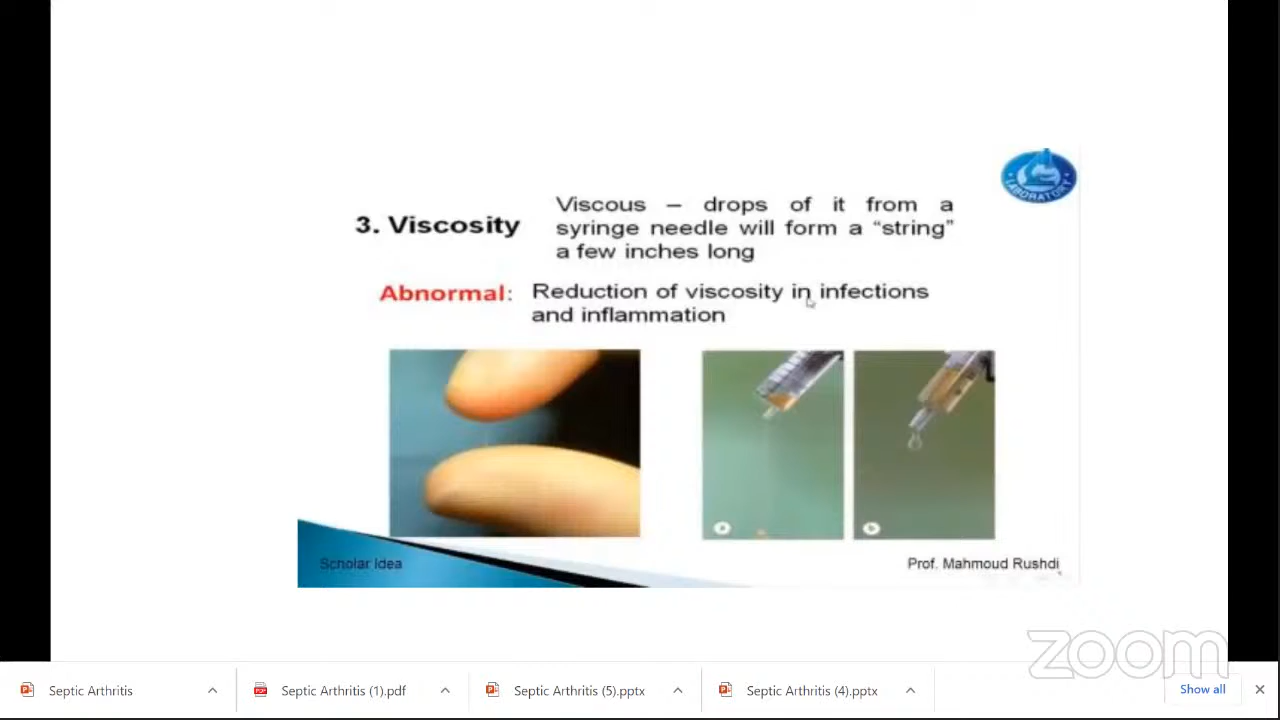 LABORATORY
3. Viscosity
Viscous – drops of it from a
syringe needle will form a “string”
a few inches long
Abnormal:
Reduction of viscosity in infections
and inflammation
a
b
Scholar Idea
Prof. Mahmoud Rushdi
zoom
Septic Arthritis
PDF
Septic Arthritis (1).pdf
Septic Arthritis (5).pptx
Septic Arthritis (4).pptx
Show all